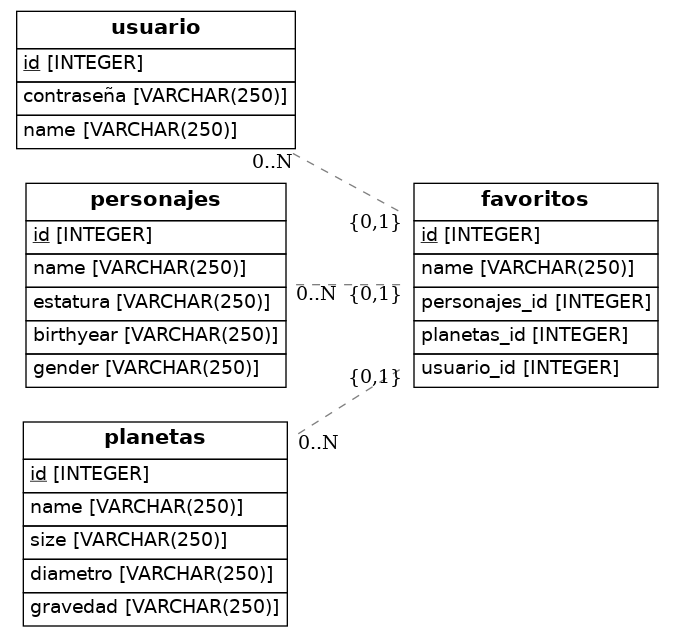 usuario
id [INTEGER]
contraseña [VARCHAR(250)]
name [VARCHAR(250)]
0..N
{0,1}
personajes
id [INTEGER]
name [VARCHAR(250)]
estatura [VARCHAR(250)]
birthyear [VARCHAR(250)]
gender [VARCHAR(250)]
0..N
{0,1}
favoritos
id [INTEGER]
name [VARCHAR(250)]
personajes_id [INTEGER]
planetas_id [INTEGER]
usuario_id [INTEGER]
{0,1}
0..N
planetas
id [INTEGER]
name [VARCHAR(250)]
size [VARCHAR(250)]
diametro [VARCHAR(250)]
gravedad [VARCHAR(250)]